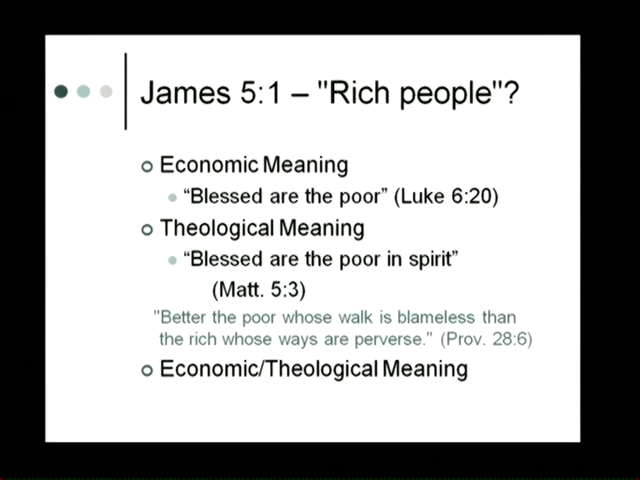 James 5:1 – "Rich people"?
Economic Meaning
“Blessed are the poor” (Luke 6:20)
Theological Meaning
“Blessed are the poor in spirit”
(Matt. 5:3)
"Better the poor whose walk is blameless than
the rich whose ways are perverse." (Prov. 28:6)
Economic/Theological Meaning